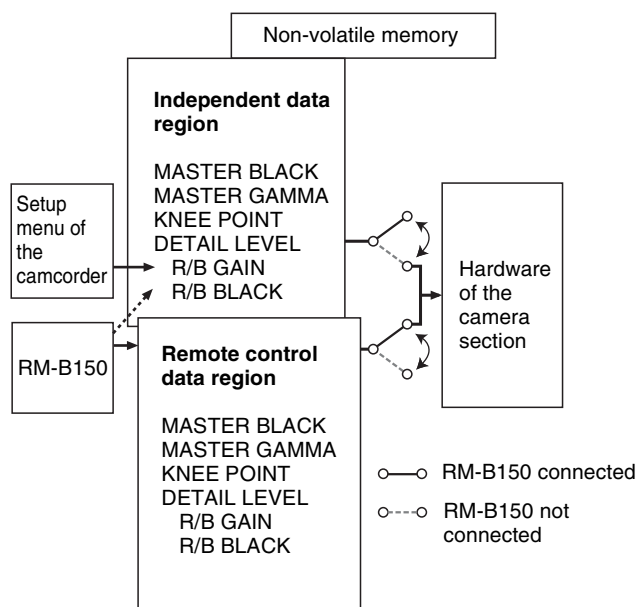 Non-volatile memory
Independent data
region
MASTER BLACK
MASTER GAMMA
KNEE POINT
DETAIL LEVEL
R/B GAIN
R/B BLACK
Setup
menu of
the
camcorder
RM-B150
Remote control
data region
MASTER BLACK
MASTER GAMMA
KNEE POINT
DETAIL LEVEL
R/B GAIN
R/B BLACK
Hardware
of the
camera
section
RM-B150 connected
RM-B150 not
connected